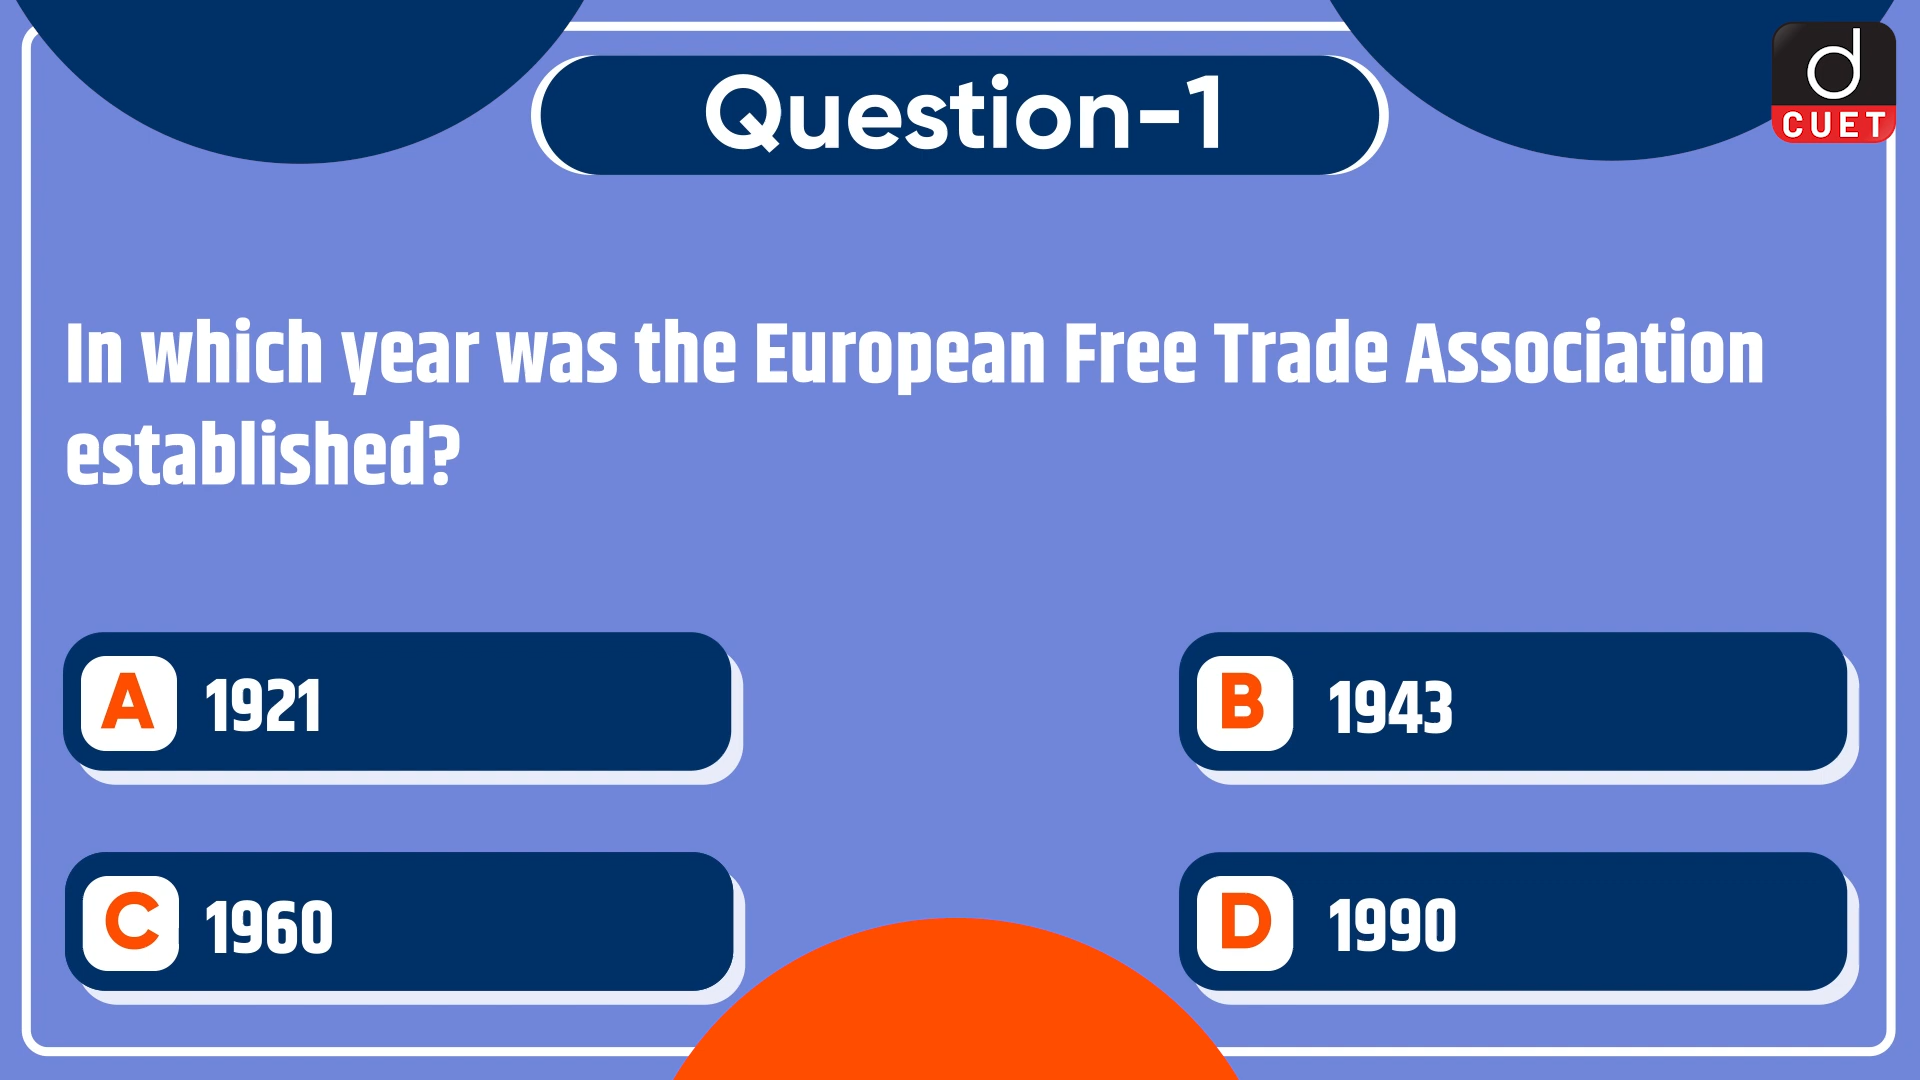 Question-1
d
CUET
In which year was the European Free Trade Association
established?
A 1921
B 1943
C 1960
D 1990